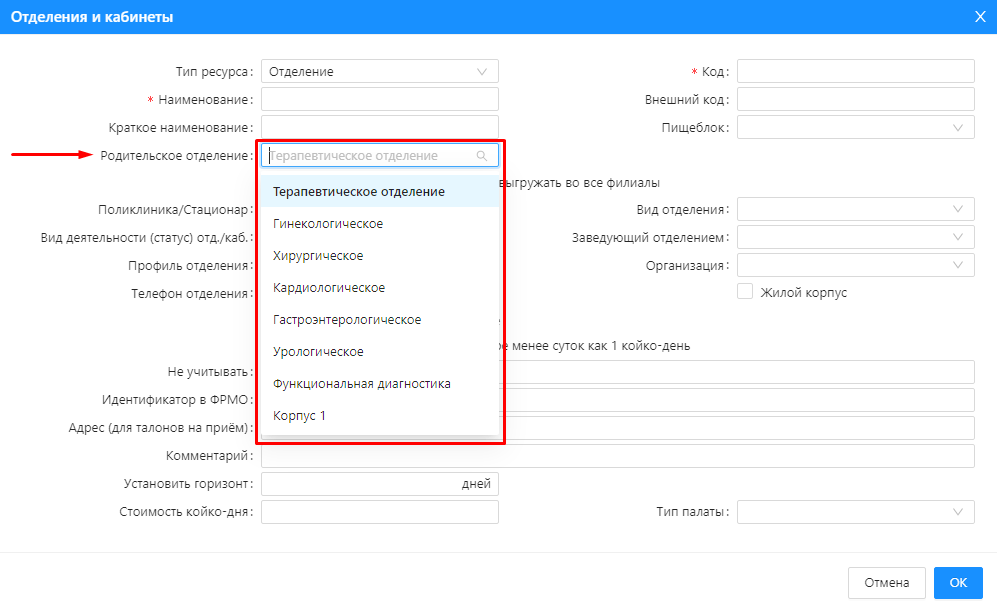 Отделения и кабинеты
Тип ресурса: Отделение * Код:
* Наименование: Внешний код:
Краткое наименование: Пищеблок:
Родительское отделение: Терапевтическое отделение
Терапевтическое отделение
выгружать во все филиалы
Поликлиника/Стационар: Гинекологическое Вид отделения:
Вид деятельности (статус) отд./каб.: Хирургическое Заведующий отделением:
Профиль отделения: Кардиологическое Организация:
Телефон отделения: Жилой корпус
Гастроэнтерологическое
Урологическое менее суток как 1 койко-день
Не учитывать: Функциональная диагностика
Идентификатор в ФРМО: Корпус 1
Адрес (для талонов на приём):
Комментарий:
Установить горизонт: дней
Стоимость койко-дня: Тип палаты:
Отмена OK